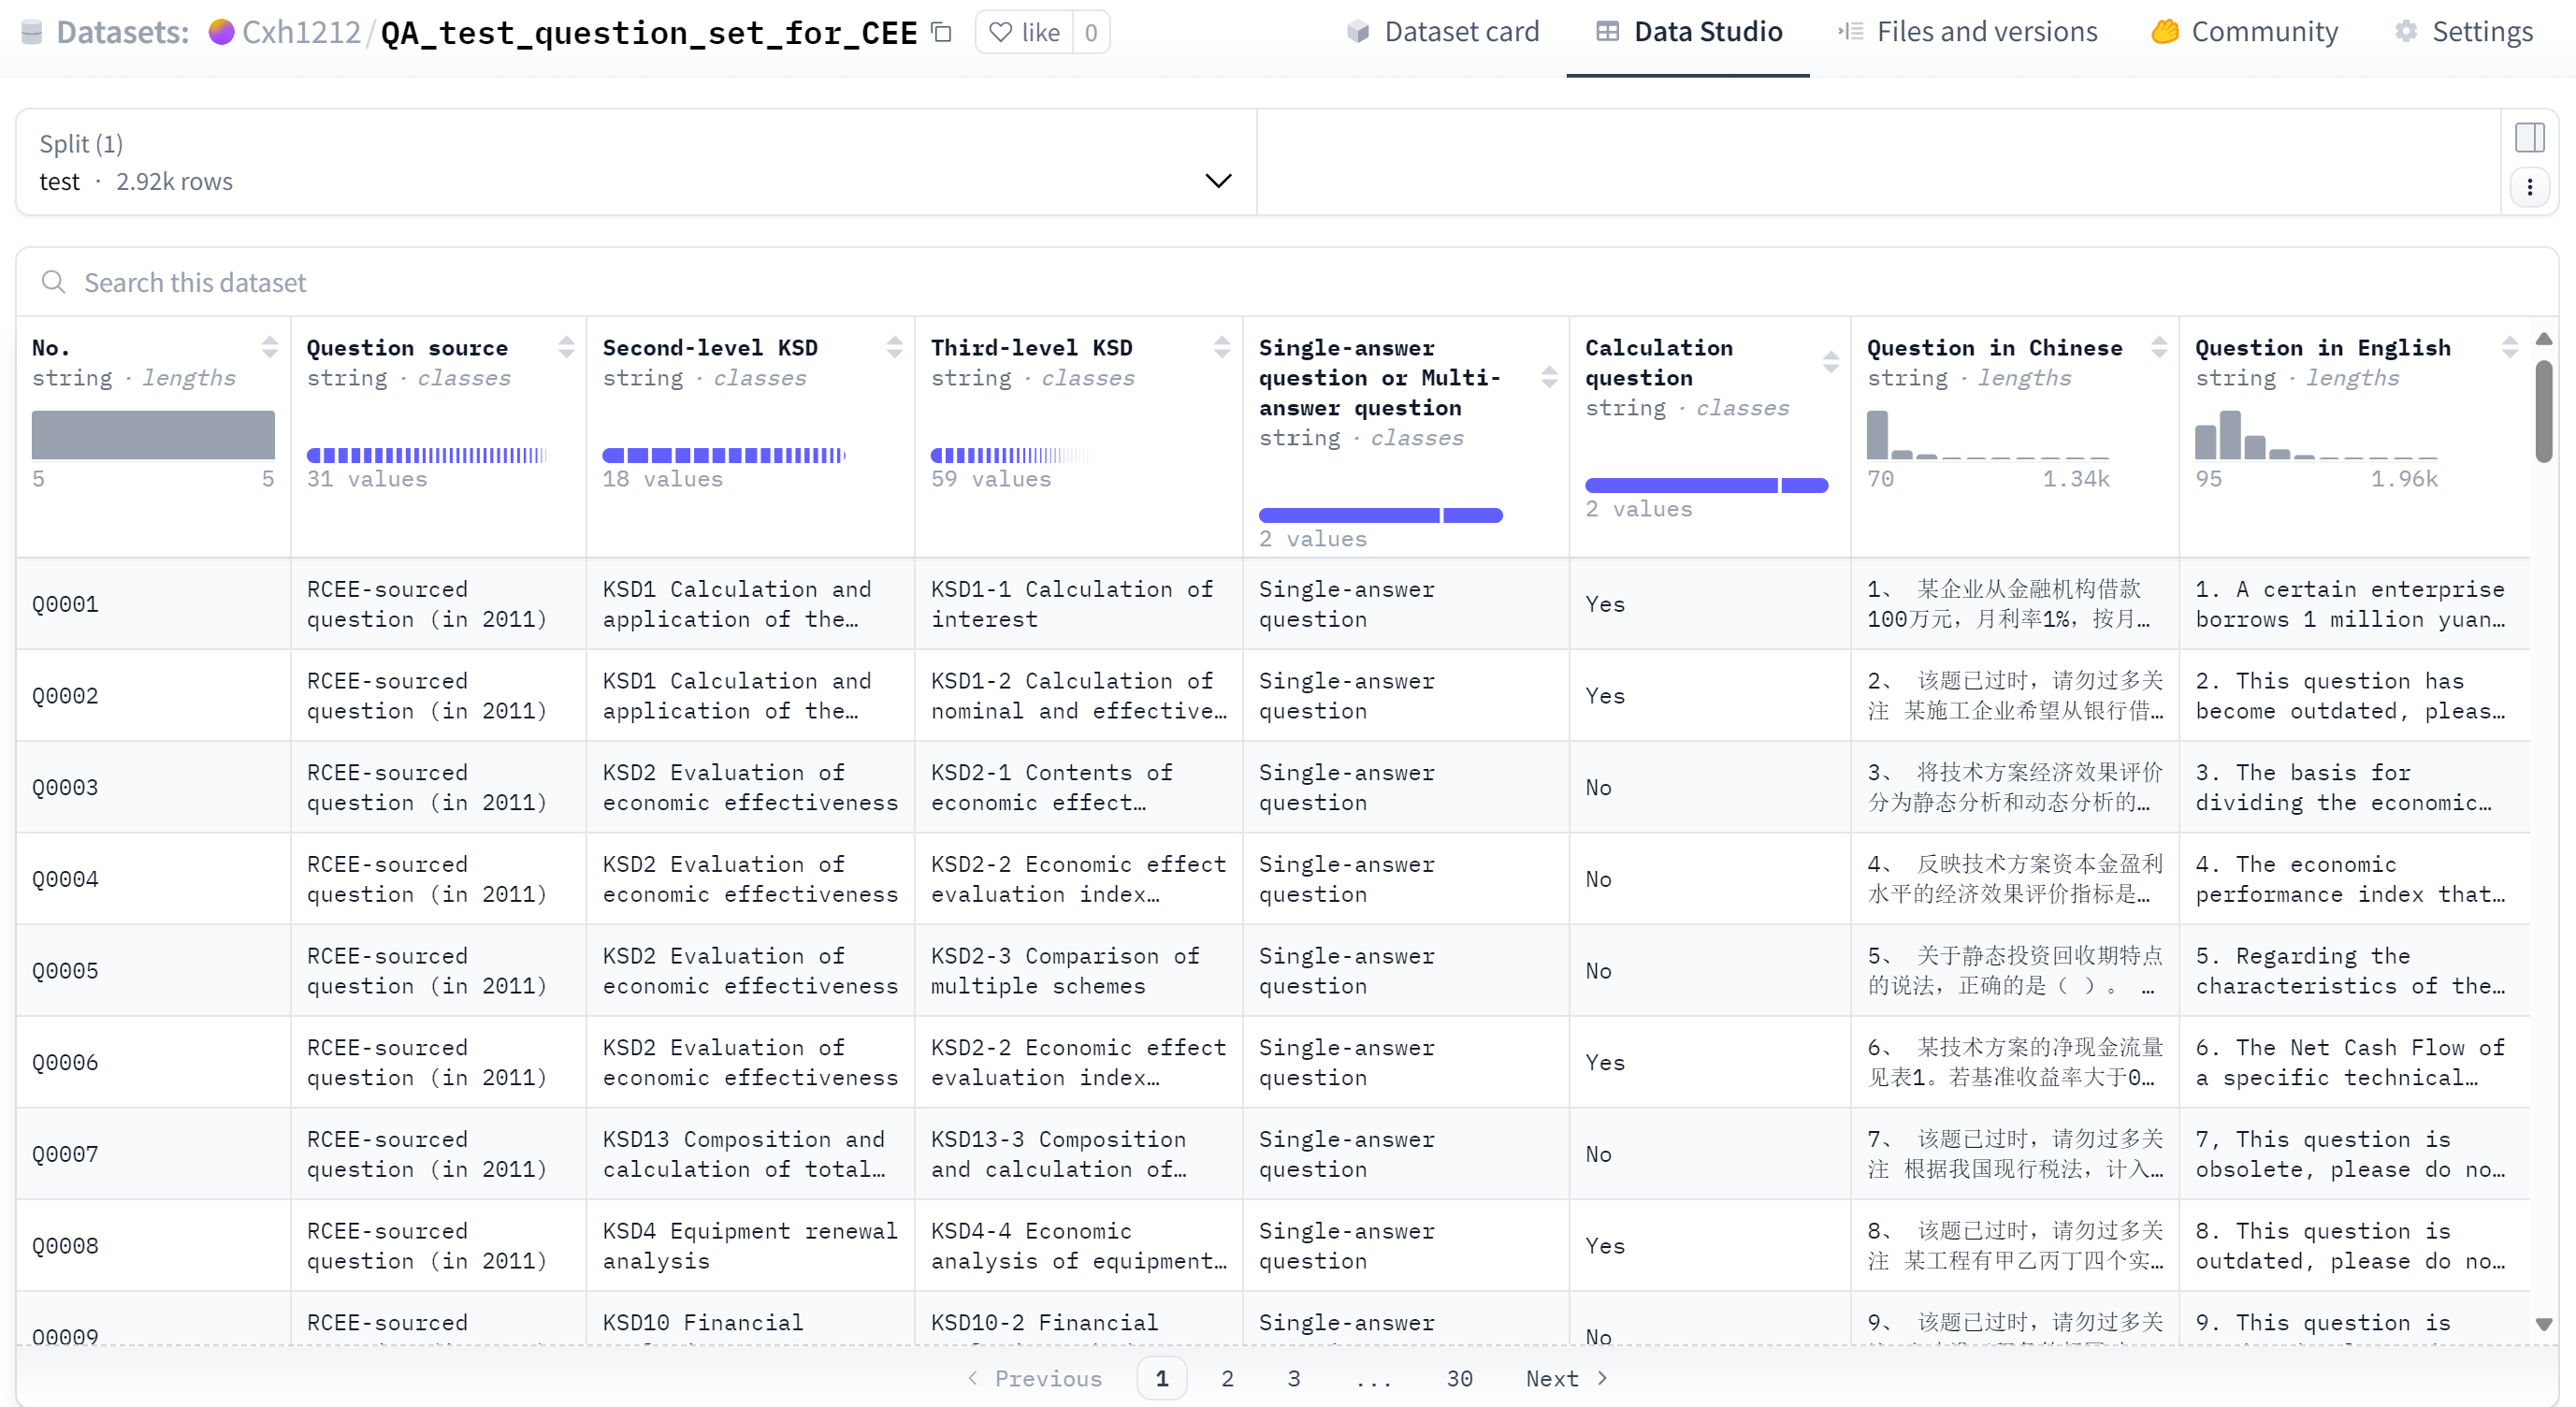 Datasets: Cxh1212/QA_test_question_set_for_CEE like 0 Dataset card Data Studio Files and versions Community Settings
Split (1)
test · 2.92k rows
Search this dataset
No.
string · lengths
5 5
Question source
string · classes
31 values
Second-level KSD
string · classes
18 values
Third-level KSD
string · classes
59 values
Single-answer
question or Multi-
answer question
string · classes
2 values
Calculation
question
string · classes
2 values
Question in Chinese
string · lengths
70 1.34k
Question in English
string · lengths
95 1.96k
Q0001
RCEE-sourced
question (in 2011)
KSD1 Calculation and
application of the…
KSD1-1 Calculation of
interest
Single-answer
question
Yes
1、 某企业从金融机构借款
100万元，月利率1%，按月…
1. A certain enterprise
borrows 1 million yuan…
Q0002
RCEE-sourced
question (in 2011)
KSD1 Calculation and
application of the…
KSD1-2 Calculation of
nominal and effective…
Single-answer
question
Yes
2、 该题已过时，请勿过多关
注 某施工企业希望从银行借…
2. This question has
become outdated, pleas…
Q0003
RCEE-sourced
question (in 2011)
KSD2 Evaluation of
economic effectiveness
KSD2-1 Contents of
economic effect…
Single-answer
question
No
3、 将技术方案经济效果评价
分为静态分析和动态分析的…
3. The basis for
dividing the economic…
Q0004
RCEE-sourced
question (in 2011)
KSD2 Evaluation of
economic effectiveness
KSD2-2 Economic effect
evaluation index…
Single-answer
question
No
4、 反映技术方案资本金盈利
水平的经济效果评价指标是…
4. The economic
performance index that…
Q0005
RCEE-sourced
question (in 2011)
KSD2 Evaluation of
economic effectiveness
KSD2-3 Comparison of
multiple schemes
Single-answer
question
No
5、 关于静态投资回收期特点
的说法，正确的是（ ）。 …
5. Regarding the
characteristics of the…
Q0006
RCEE-sourced
question (in 2011)
KSD2 Evaluation of
economic effectiveness
KSD2-2 Economic effect
evaluation index…
Single-answer
question
Yes
6、 某技术方案的净现金流量
见表1。若基准收益率大于0…
6. The Net Cash Flow of
a specific technical…
Q0007
RCEE-sourced
question (in 2011)
KSD13 Composition and
calculation of total…
KSD13-3 Composition
and calculation of…
Single-answer
question
No
7、 该题已过时，请勿过多关
注 根据我国现行税法，计入…
7, This question is
obsolete, please do no…
Q0008
RCEE-sourced
question (in 2011)
KSD4 Equipment renewal
analysis
KSD4-4 Economic
analysis of equipment…
Single-answer
question
Yes
8、 该题已过时，请勿过多关
注 某工程有甲乙丙丁四个实…
8. This question is
outdated, please do no…
Q0009
RCEE-sourced
KSD10 Financial
KSD10-2 Financial
Single-answer
No
9、 该题已过时，请勿过多关
9. This question is
Previous 1 2 3 ... 30 Next